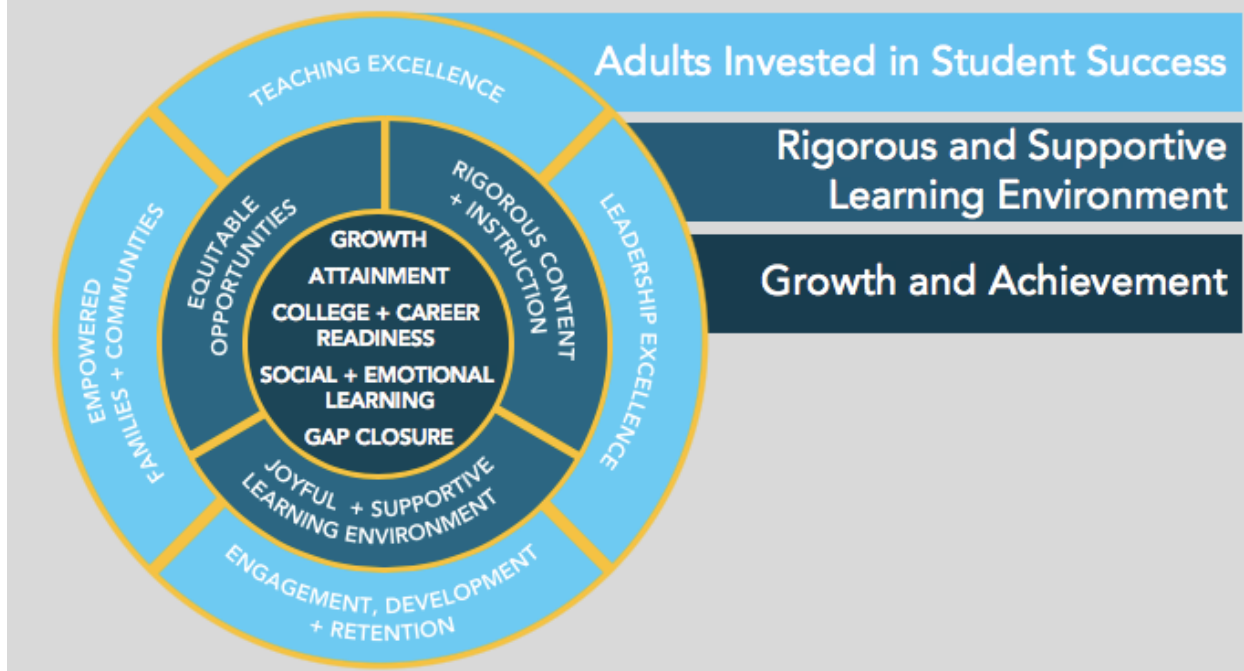 TEACHING EXCELLENCE
Adults Invested in Student Success
Rigorous and Supportive
Learning Environment
Growth and Achievement
LEADERSHIP EXCELLENCE
EMPOWERED
FAMILIES + COMMUNITIES
ENGAGEMENT, DEVELOPMENT
+ RETENTION
EQUITABLE
OPPORTUNITIES
RIGOROUS CONTENT
+ INSTRUCTION
JOYFUL + SUPPORTIVE
LEARNING ENVIRONMENT
GROWTH
ATTAINMENT
COLLEGE + CAREER
READINESS
SOCIAL + EMOTIONAL
LEARNING
GAP CLOSURE